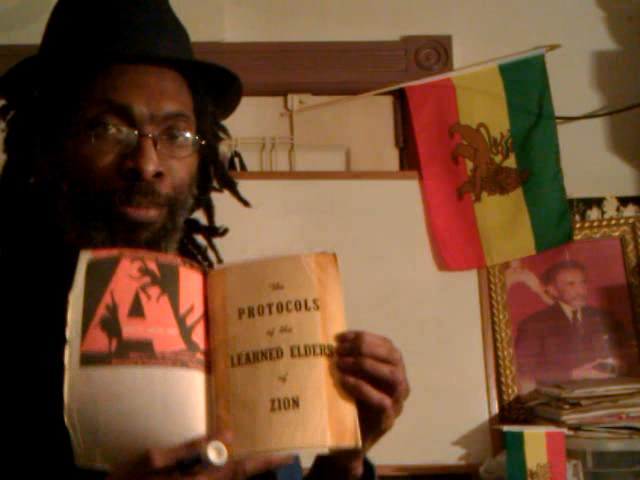 The
PROTOCOLS
of the
LEARNED ELDERS
of
ZION